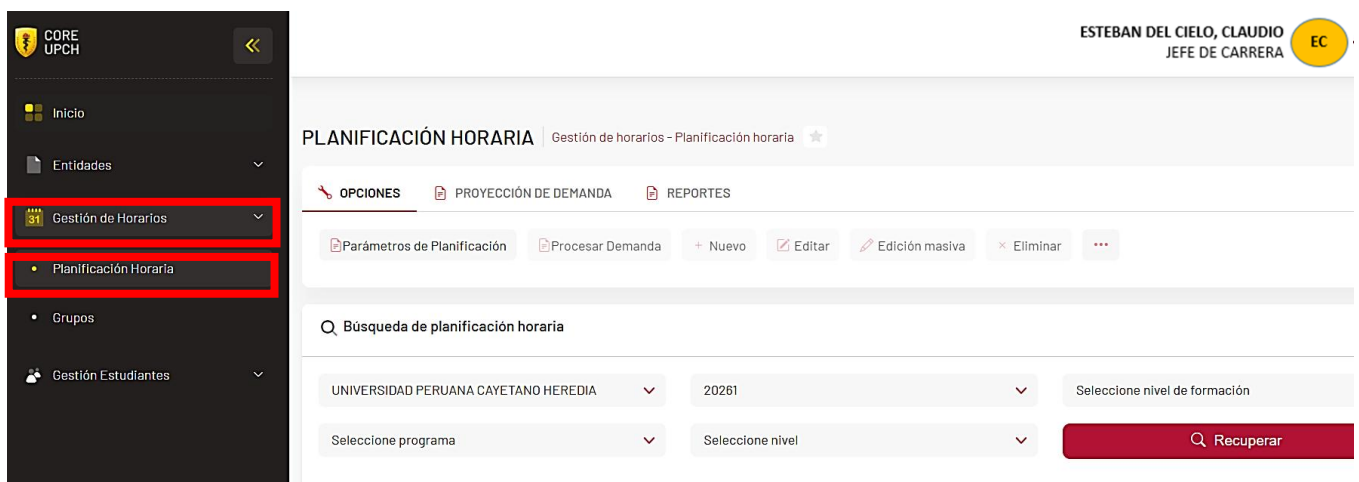 CORE
UPCH
ESTEBAN DEL CIELO, CLAUDIO
JEFE DE CARRERA
EC
Inicio
Entidades
31 Gestión de Horarios
Planificación Horaria
Grupos
Gestión Estudiantes
PLANIFICACIÓN HORARIA Gestión de horarios - Planificación horaria
OPCIONES PROYECCIÓN DE DEMANDA REPORTES
Parámetros de Planificación Procesar Demanda + Nuevo Editar Edición masiva × Eliminar •••
Búsqueda de planificación horaria
UNIVERSIDAD PERUANA CAYETANO HEREDIA 20261 Seleccione nivel de formación
Seleccione programa Seleccione nivel Recuperar